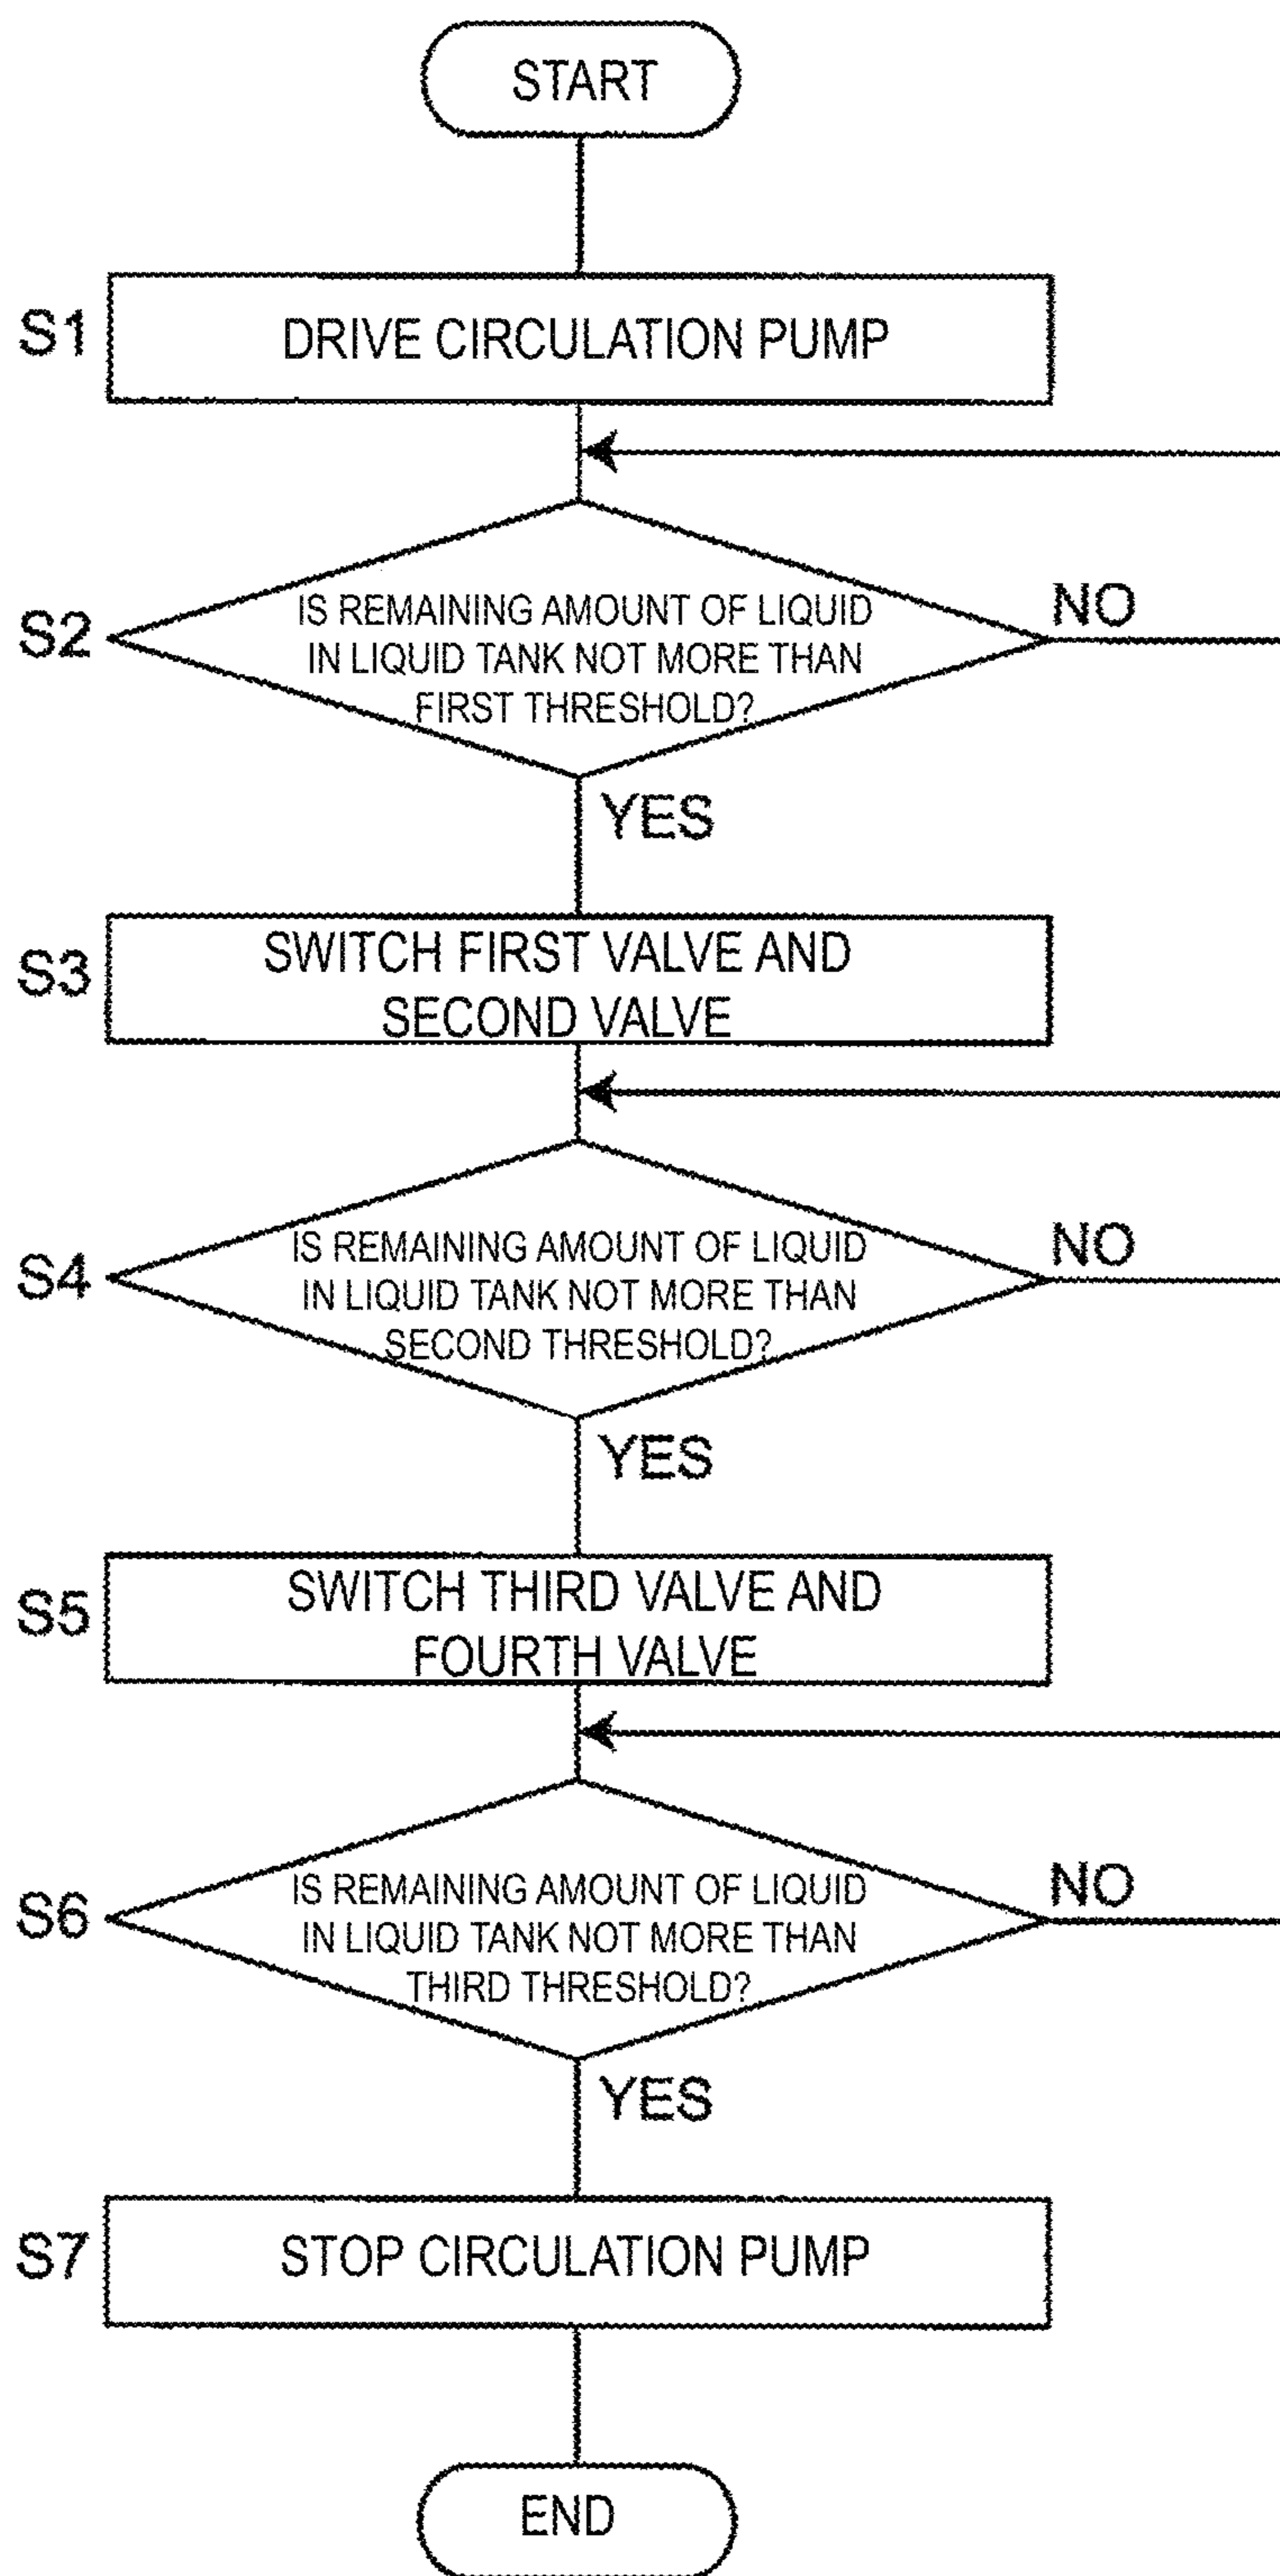 START
S1
DRIVE CIRCULATION PUMP
S2
IS REMAINING AMOUNT OF LIQUID
IN LIQUID TANK NOT MORE THAN
FIRST THRESHOLD?
NO
YES
S3
SWITCH FIRST VALVE AND
SECOND VALVE
S4
IS REMAINING AMOUNT OF LIQUID
IN LIQUID TANK NOT MORE THAN
SECOND THRESHOLD?
NO
YES
S5
SWITCH THIRD VALVE AND
FOURTH VALVE
S6
IS REMAINING AMOUNT OF LIQUID
IN LIQUID TANK NOT MORE THAN
THIRD THRESHOLD?
NO
YES
S7
STOP CIRCULATION PUMP
END